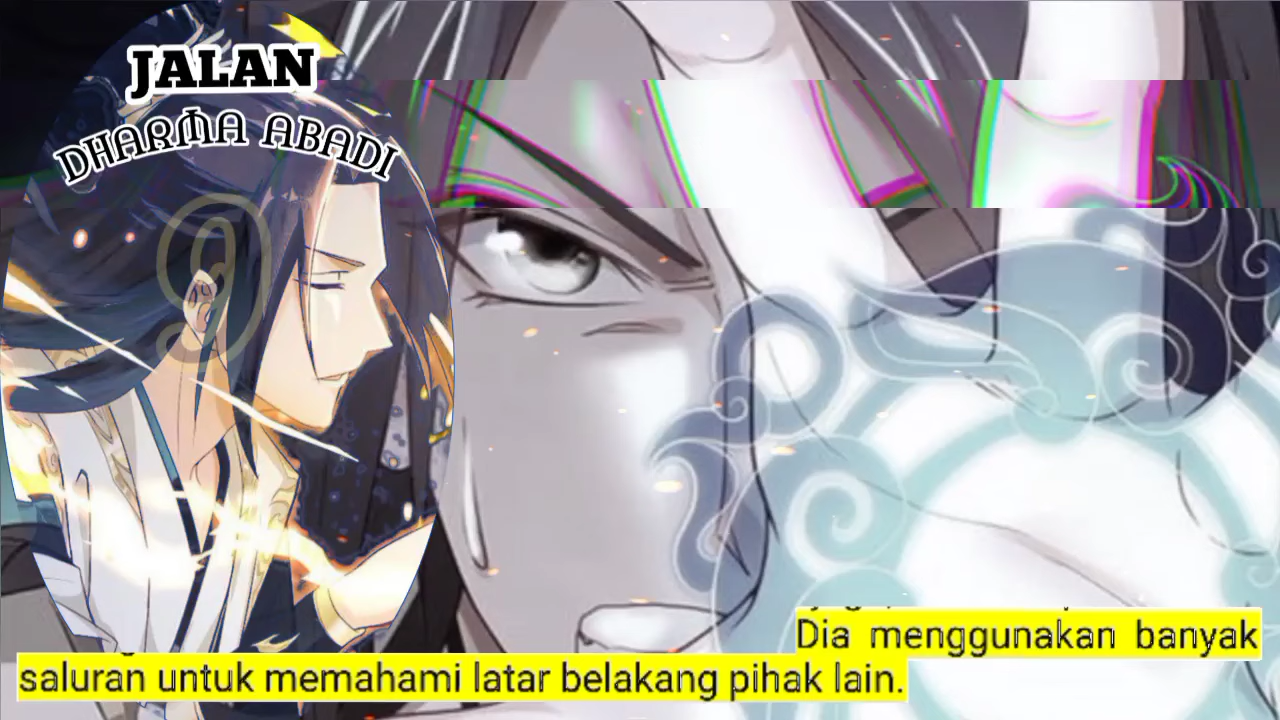 JALAN
DHARMA ABADI
Dia menggunakan banyak
saluran untuk memahami latar belakang pihak lain.